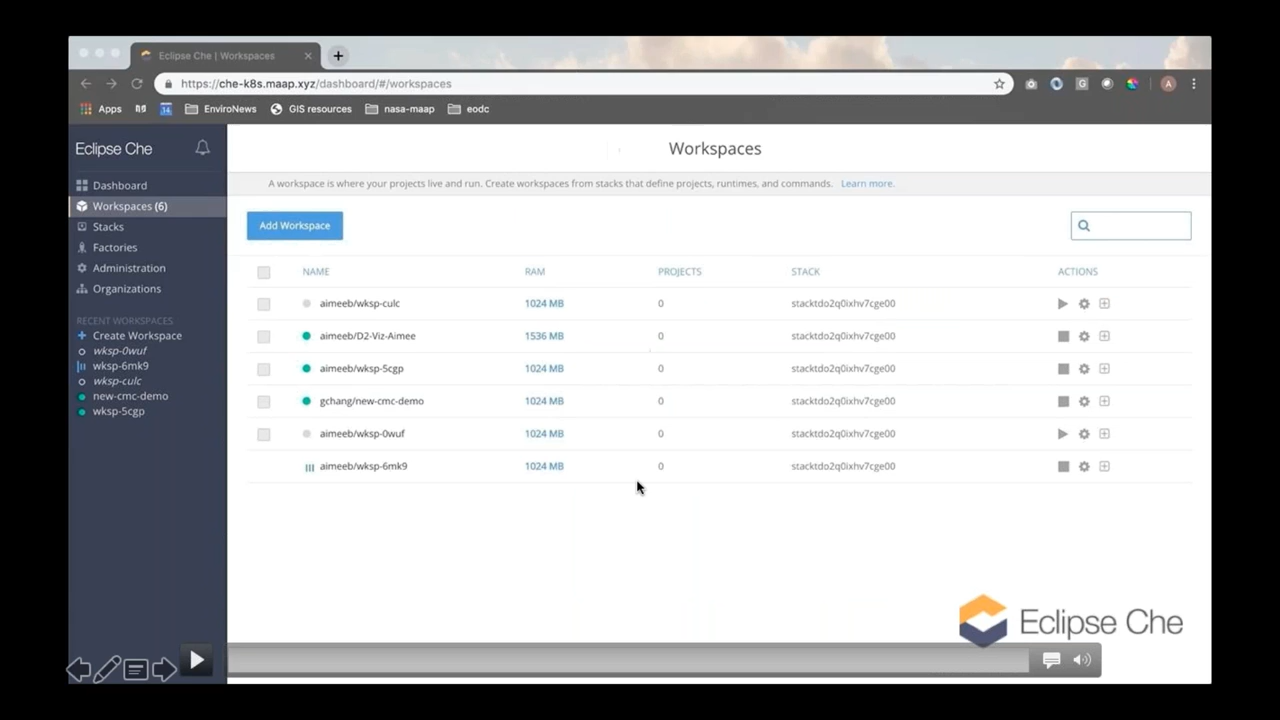 Eclipse Che | Workspaces
https://che-k8s.maap.xyz/dashboard/#/workspaces
Apps 14 EnviroNews GIS resources nasa-maap eodc
Eclipse Che
Workspaces
A workspace is where your projects live and run. Create workspaces from stacks that define projects, runtimes, and commands. Learn more.
Dashboard
Workspaces (6)
Stacks
Factories
Administration
Organizations
RECENT WORKSPACES
Create Workspace
wksp-0wuf
wksp-6mk9
wksp-culc
new-cmc-demo
wksp-5cgp
Add Workspace
NAME RAM PROJECTS STACK ACTIONS
aimeeb/wksp-culc 1024 MB 0 stacktdo2q0ixhv7cge00
aimeeb/D2-Viz-Aimee 1536 MB 0 stacktdo2q0ixhv7cge00
aimeeb/wksp-5cgp 1024 MB 0 stacktdo2q0ixhv7cge00
gchang/new-cmc-demo 1024 MB 0 stacktdo2q0ixhv7cge00
aimeeb/wksp-0wuf 1024 MB 0 stacktdo2q0ixhv7cge00
aimeeb/wksp-6mk9 1024 MB 0 stacktdo2q0ixhv7cge00
Eclipse Che